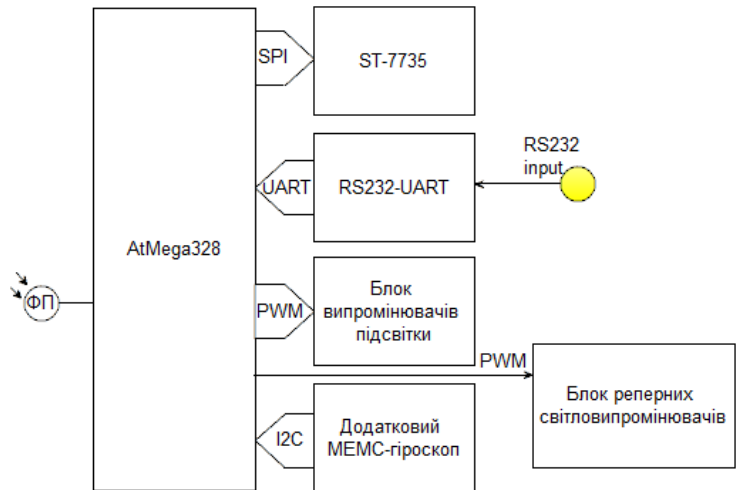 SPI
ST-7735
RS232
input
UART
RS232-UART
AtMega328
ФП
PWM
Блок
випромінювачів
підсвітки
PWM
Блок реперних
світловипромінювачів
I2C
Додатковий
МЕМС-гіроскоп